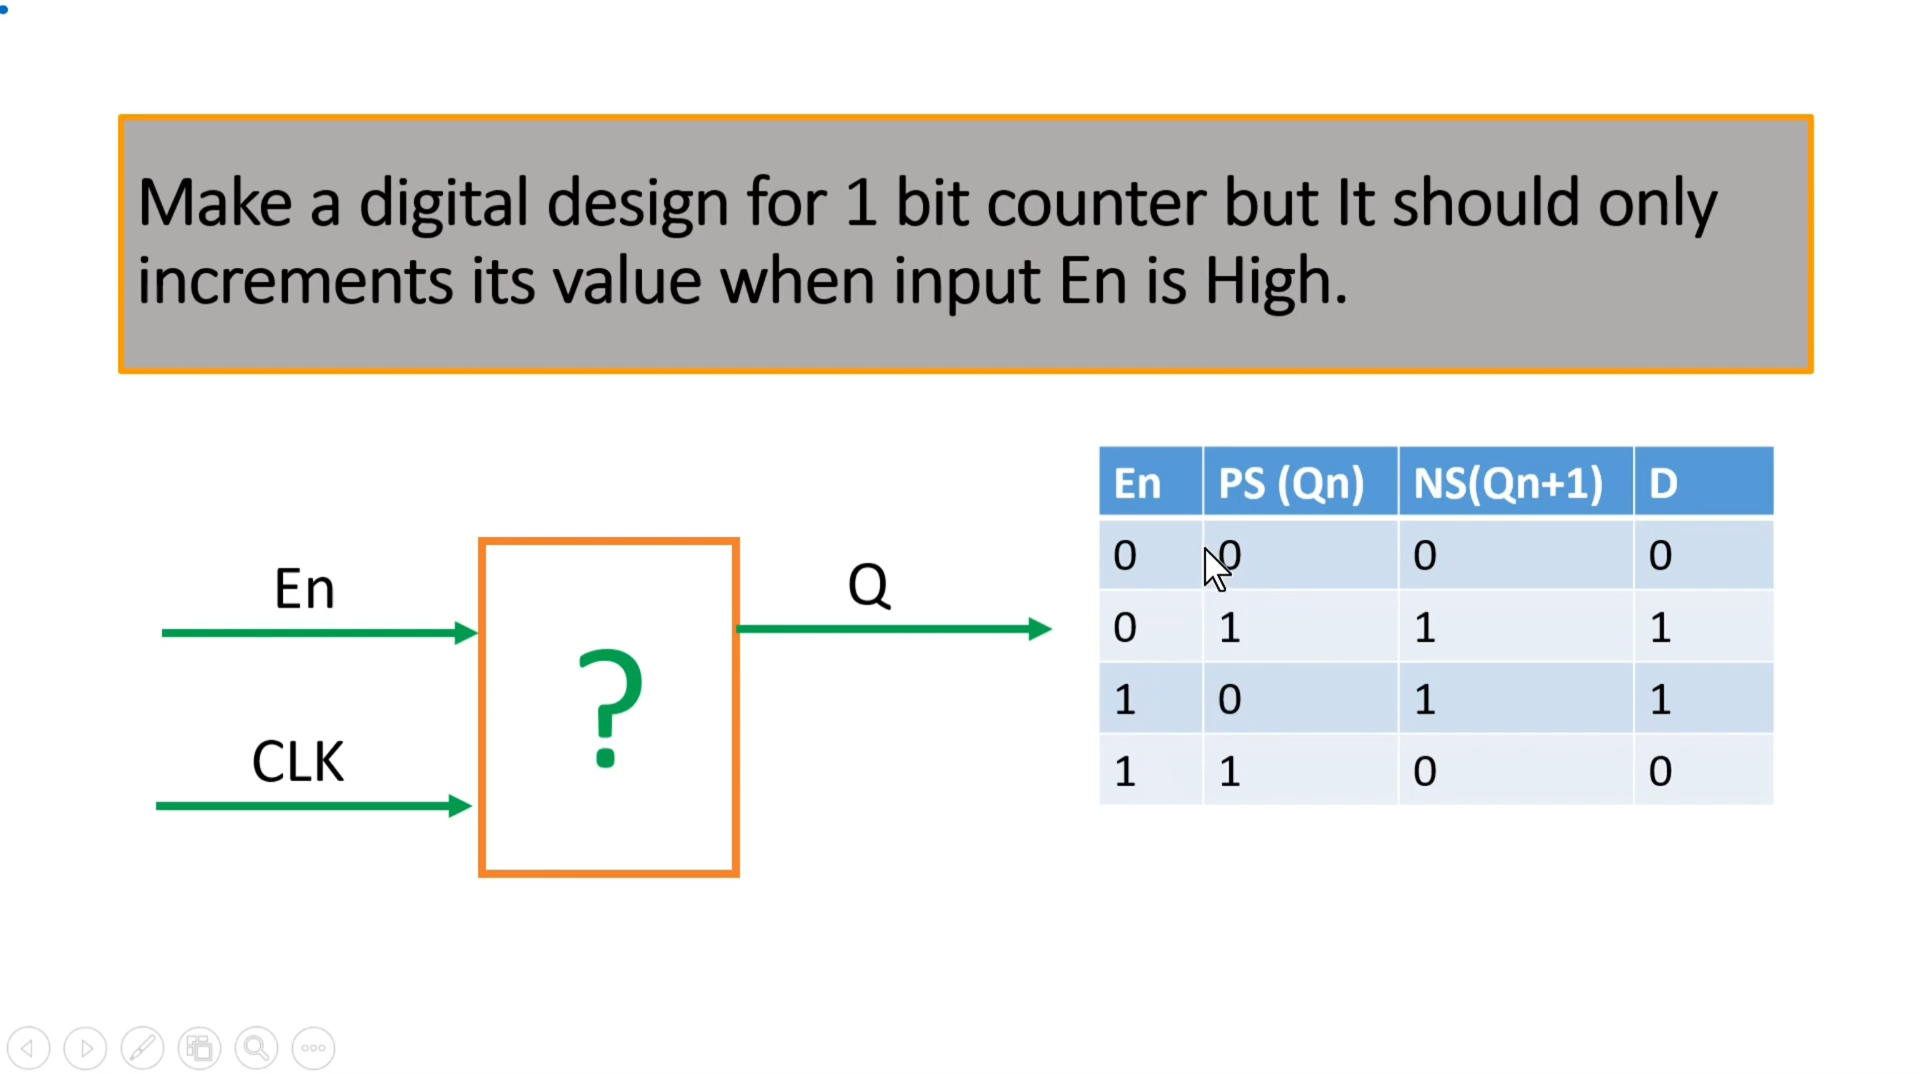 Make a digital design for 1 bit counter but It should only
increments its value when input En is High.
En
CLK
?
Q
En PS (Qn) NS(Qn+1) D
0 0 0 0
0 1 1 1
1 0 1 1
1 1 0 0